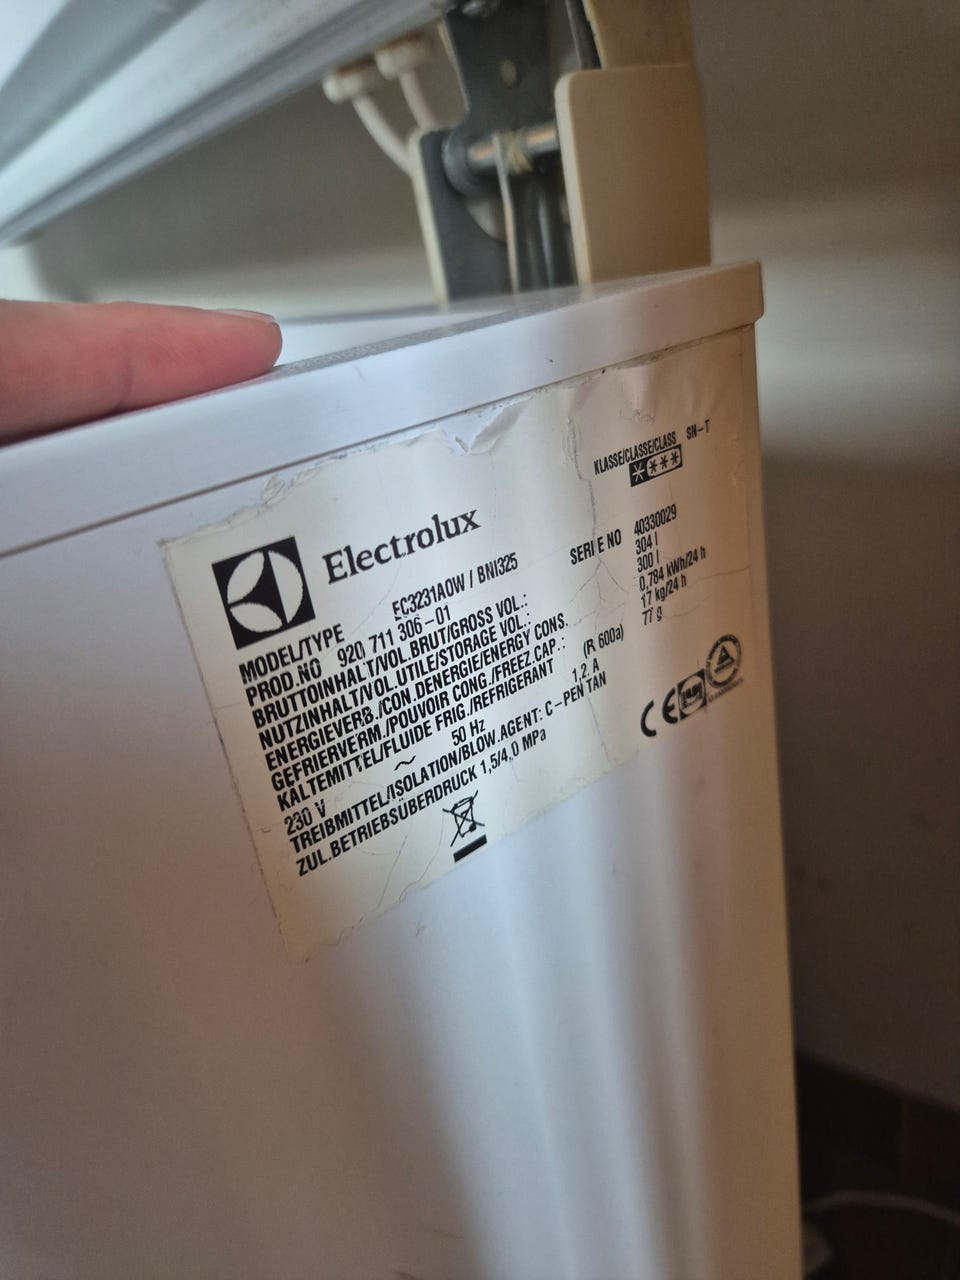 KLASSE/CLASSE/CLASS SN-T
Electrolux
MODEL/TYPE EC3231AOW / BNI325
PROD.NO 920 711 306-01 SERIE NO 40330029
BRUTTOINHALT/VOL.BRUT/GROSS VOL.: 304 l
NUTZINHALT/VOL.UTILE/STORAGE VOL.: 300 l
ENERGIEVERB./CON.DENERGIE/ENERGY CONS. 0,784 kWh/24 h
GEFRIERVERM./POUVOIR CONG./FREEZ.CAP.: 17 kg/24 h
KÄLTEMITTEL/FLUIDE FRIG./REFRIGERANT (R 600a) 77 g
230 V ~ 50 Hz 1,2 A
TREIBMITTEL/ISOLATION/BLOW.AGENT: C-PENTAN
ZUL.BETRIEBSÜBERDRUCK 1,5/4,0 MPa
CE